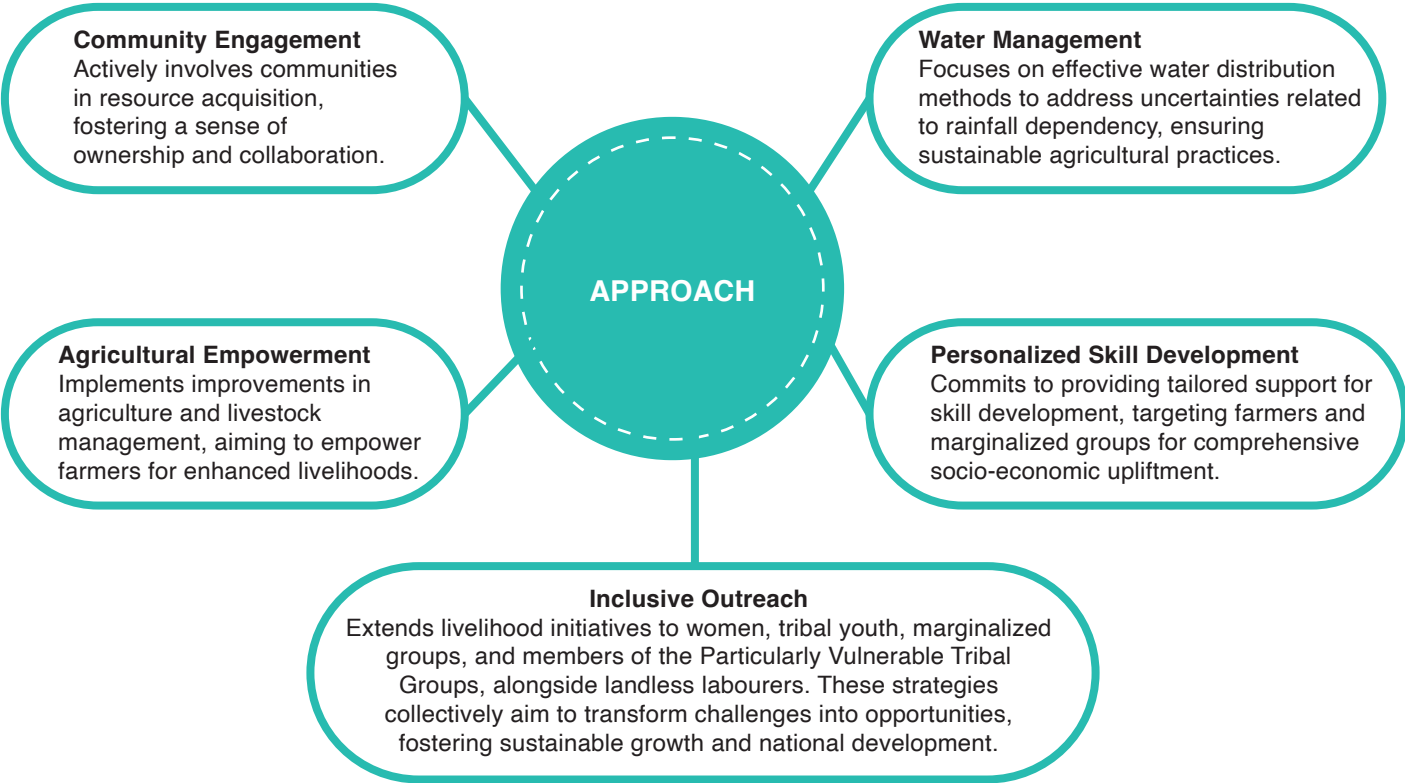 Community Engagement
Actively involves communities
in resource acquisition,
fostering a sense of
ownership and collaboration.
Water Management
Focuses on effective water distribution
methods to address uncertainties related
to rainfall dependency, ensuring
sustainable agricultural practices.
APPROACH
Agricultural Empowerment
Implements improvements in
agriculture and livestock
management, aiming to empower
farmers for enhanced livelihoods.
Personalized Skill Development
Commits to providing tailored support for
skill development, targeting farmers and
marginalized groups for comprehensive
socio-economic upliftment.
Inclusive Outreach
Extends livelihood initiatives to women, tribal youth, marginalized
groups, and members of the Particularly Vulnerable Tribal
Groups, alongside landless labourers. These strategies
collectively aim to transform challenges into opportunities,
fostering sustainable growth and national development.